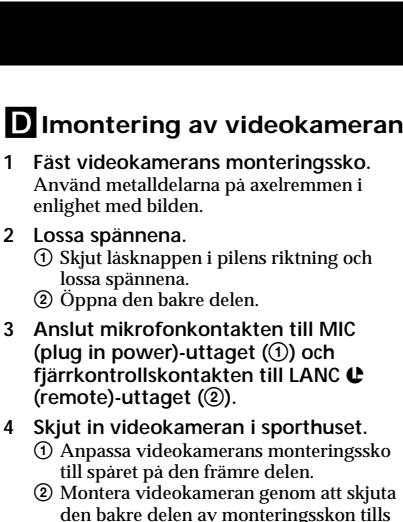 D Imontering av videokameran
1 Fäst videokamerans monteringssko.
Använd metalldelarna på axelremmen i
enlighet med bilden.
2 Lossa spännena.
① Skjut låsknappen i pilens riktning och
lossa spännena.
② Öppna den bakre delen.
3 Anslut mikrofonkontakten till MIC
(plug in power)-uttaget (①) och
fjärrkontrollskontakten till LANC
(remote)-uttaget (②).
4 Skjut in videokameran i sporthuset.
① Anpassa videokamerans monteringssko
till spåret på den främre delen.
② Montera videokameran genom att skjuta
den bakre delen av monteringsskon tills